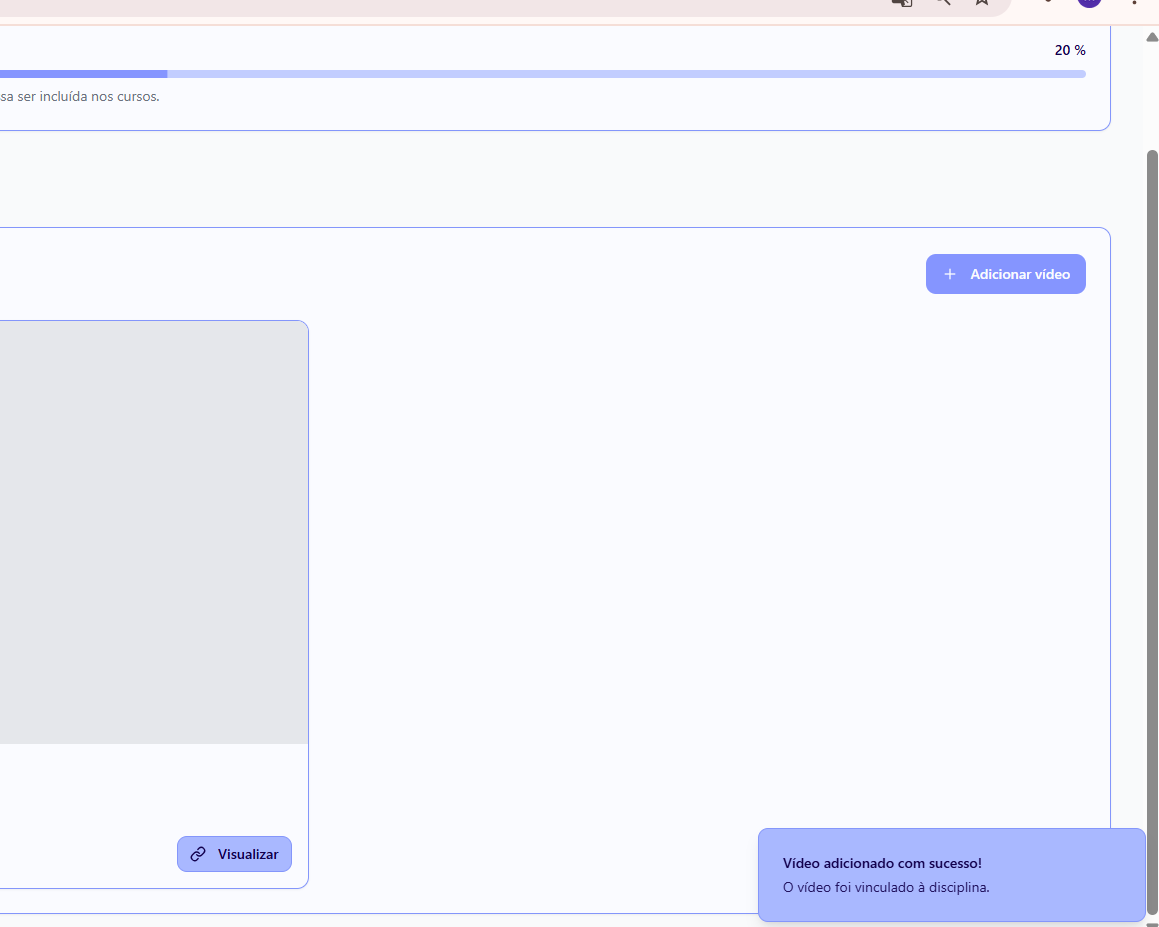 20 %
sa ser incluída nos cursos.
Adicionar vídeo
Visualizar
Vídeo adicionado com sucesso!
O vídeo foi vinculado à disciplina.